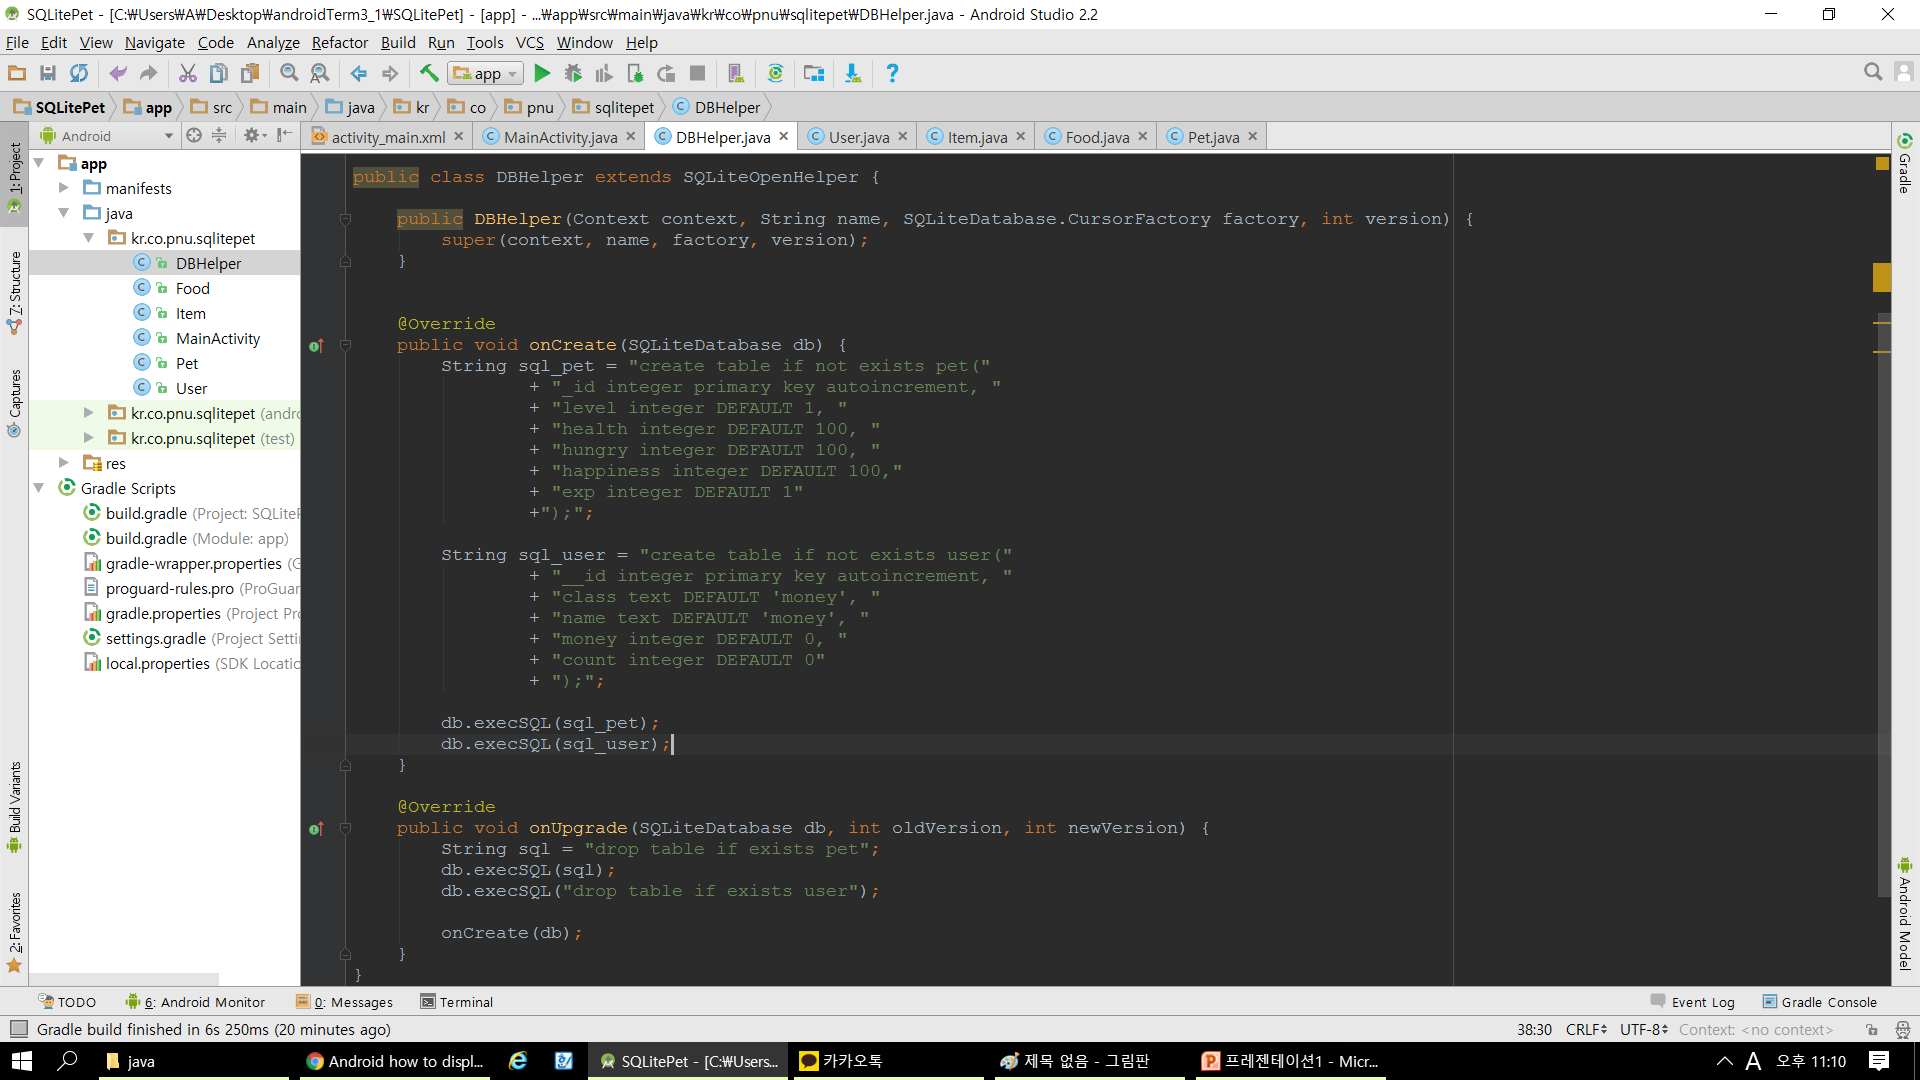 SQLitePet - [C:₩Users₩A₩Desktop₩androidTerm3_1₩SQLitePet] - [app] - ...₩app₩src₩main₩java₩kr₩co₩pnu₩sqlitepet₩DBHelper.java - Android Studio 2.2
File Edit View Navigate Code Analyze Refactor Build Run Tools VCS Window Help
app
SQLitePet app src main java kr co pnu sqlitepet DBHelper
Android
activity_main.xml MainActivity.java DBHelper.java User.java Item.java Food.java Pet.java
1: Project
7: Structure
Captures
Build Variants
2: Favorites
app
manifests
java
kr.co.pnu.sqlitepet
DBHelper
Food
Item
MainActivity
Pet
User
kr.co.pnu.sqlitepet (andro
kr.co.pnu.sqlitepet (test)
res
Gradle Scripts
build.gradle (Project: SQLitePe
build.gradle (Module: app)
gradle-wrapper.properties (G
proguard-rules.pro (ProGuar
gradle.properties (Project Pro
settings.gradle (Project Settin
local.properties (SDK Locatio
public class DBHelper extends SQLiteOpenHelper {
public DBHelper(Context context, String name, SQLiteDatabase.CursorFactory factory, int version) {
super(context, name, factory, version);
}
@Override
public void onCreate(SQLiteDatabase db) {
String sql_pet = "create table if not exists pet("
+ "_id integer primary key autoincrement, "
+ "level integer DEFAULT 1, "
+ "health integer DEFAULT 100, "
+ "hungry integer DEFAULT 100, "
+ "happiness integer DEFAULT 100,"
+ "exp integer DEFAULT 1"
+");";
String sql_user = "create table if not exists user("
+ "__id integer primary key autoincrement, "
+ "class text DEFAULT 'money', "
+ "name text DEFAULT 'money', "
+ "money integer DEFAULT 0, "
+ "count integer DEFAULT 0"
+ ");";
db.execSQL(sql_pet);
db.execSQL(sql_user);
}
@Override
public void onUpgrade(SQLiteDatabase db, int oldVersion, int newVersion) {
String sql = "drop table if exists pet";
db.execSQL(sql);
db.execSQL("drop table if exists user");
onCreate(db);
}
}
Gradle
Android Model
TODO 6: Android Monitor 0: Messages Terminal Event Log Gradle Console
Gradle build finished in 6s 250ms (20 minutes ago) 38:30 CRLF UTF-8 Context: <no context>
java Android how to displ... SQLitePet - [C:₩Users... 카카오톡 제목 없음 - 그림판 프레젠테이션1 - Micr... A 오후 11:10